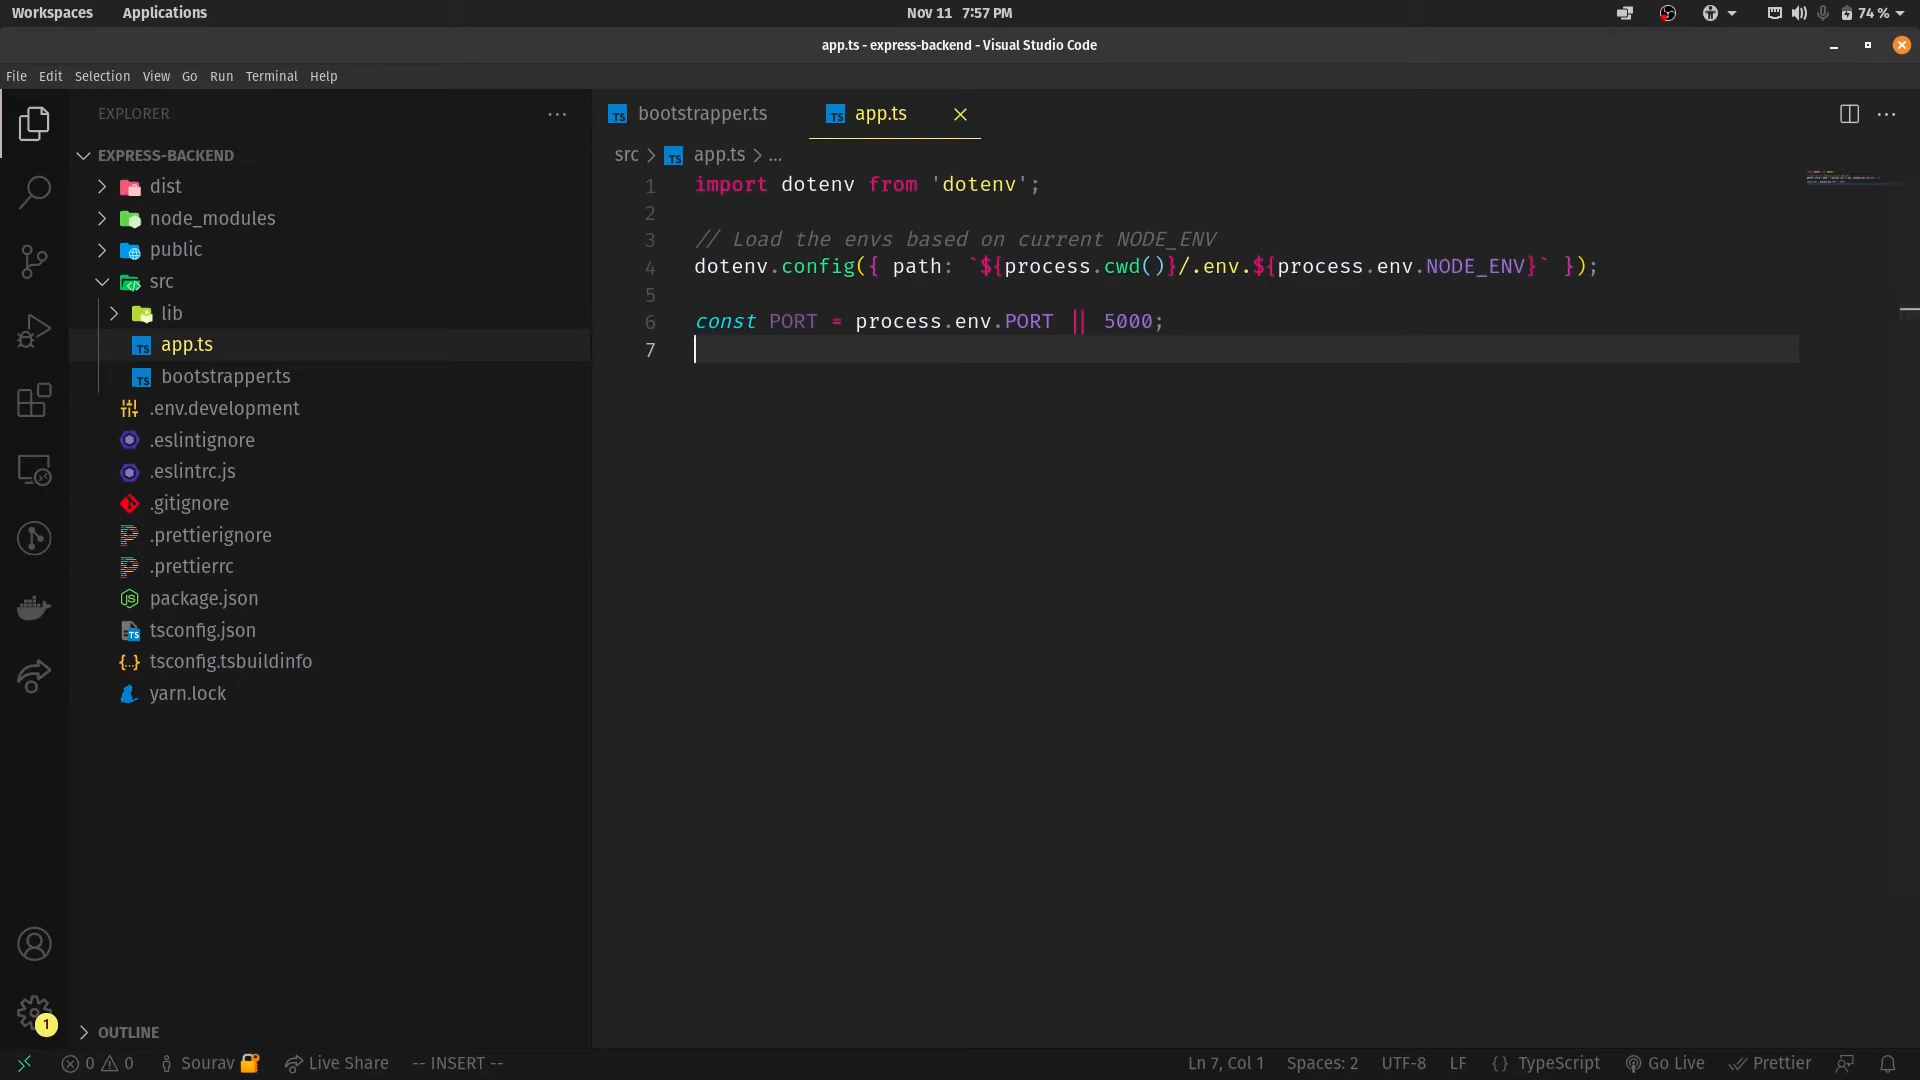 Workspaces Applications Nov 11 7:57 PM 74 %
app.ts - express-backend - Visual Studio Code
File Edit Selection View Go Run Terminal Help
EXPLORER
EXPRESS-BACKEND
dist
node_modules
public
src
lib
app.ts
bootstrapper.ts
.env.development
.eslintignore
.eslintrc.js
.gitignore
.prettierignore
.prettierrc
package.json
tsconfig.json
tsconfig.tsbuildinfo
yarn.lock
OUTLINE
1
bootstrapper.ts app.ts
src > app.ts > ...
1 import dotenv from 'dotenv';
2
3 // Load the envs based on current NODE_ENV
4 dotenv.config({ path: `${process.cwd()}/.env.${process.env.NODE_ENV}` });
5
6 const PORT = process.env.PORT || 5000;
7
0 0 Sourav Live Share -- INSERT -- Ln 7, Col 1 Spaces: 2 UTF-8 LF {} TypeScript Go Live Prettier